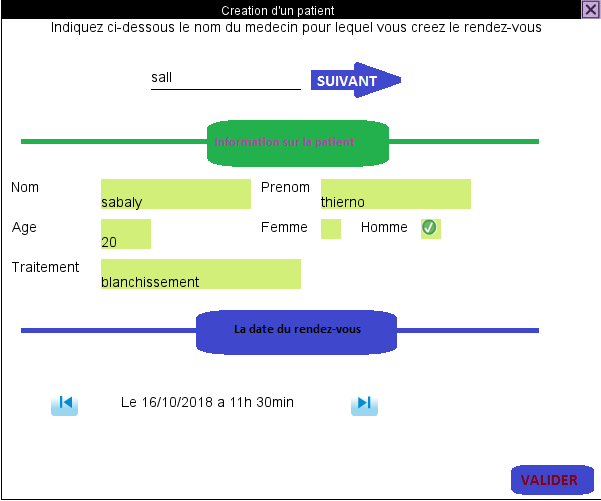 Creation d'un patient
Indiquez ci-dessous le nom du medecin pour lequel vous creez le rendez-vous
sall
SUIVANT
Information sur la patient
Nom sabaly Prenom thierno
Age 20 Femme Homme
Traitement blanchissement
La date du rendez-vous
Le 16/10/2018 a 11h 30min
VALIDER